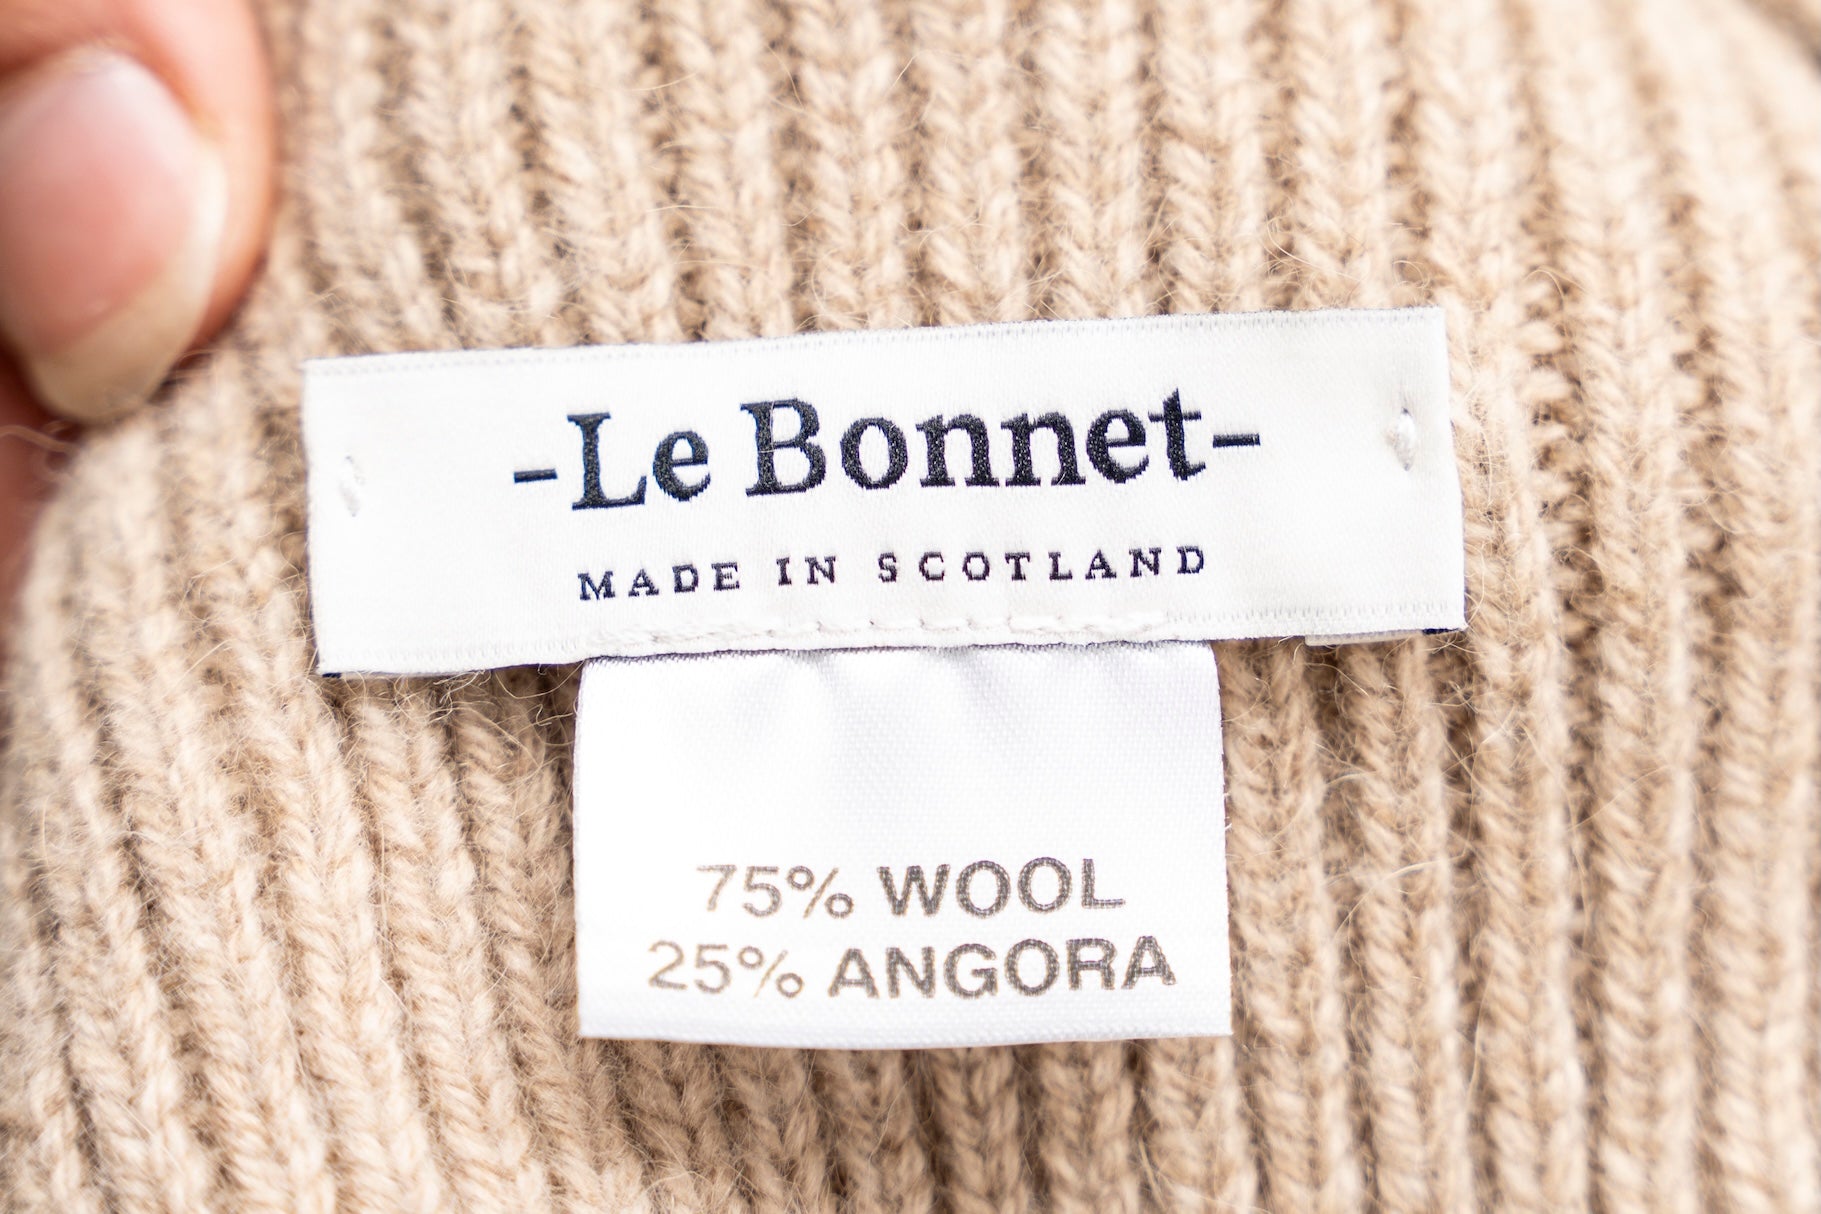 -Le Bonnet-
MADE IN SCOTLAND
75% WOOL
25% ANGORA